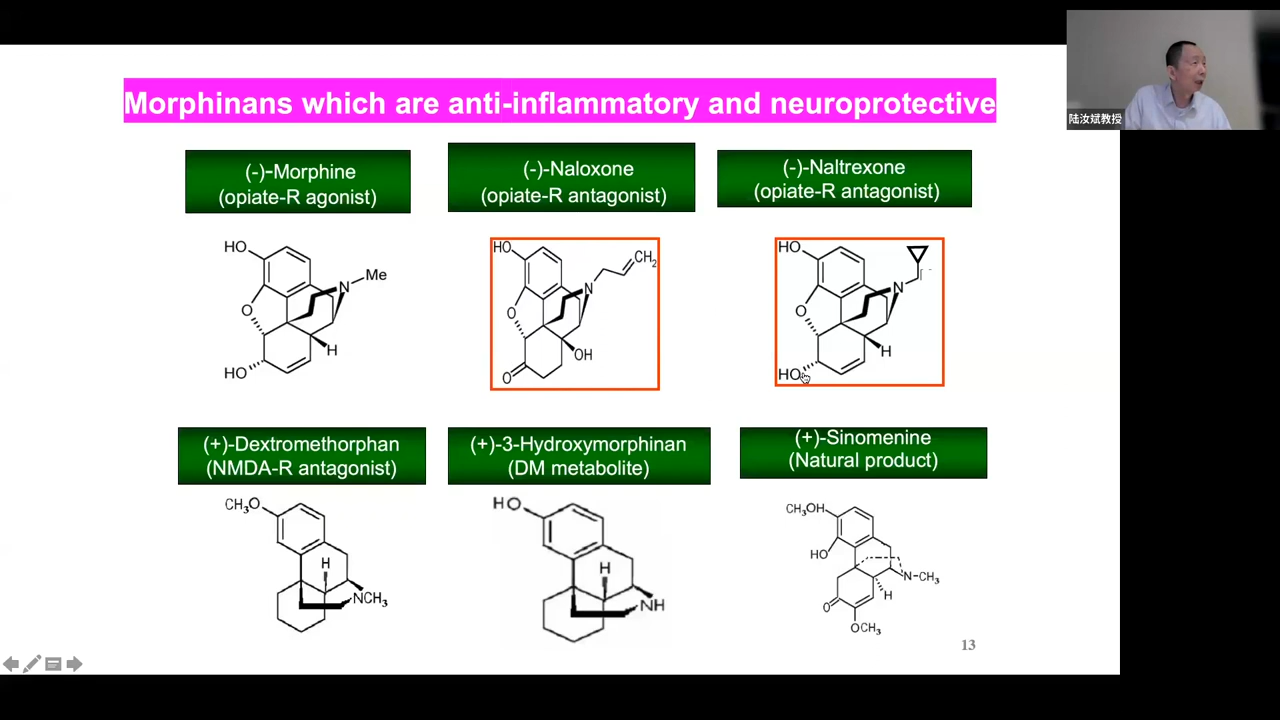 陆汝斌教授
Morphinans which are anti-inflammatory and neuroprotective
(-)-Morphine
(opiate-R agonist)
(-)-Naloxone
(opiate-R antagonist)
(-)-Naltrexone
(opiate-R antagonist)
HO
N
Me
O
H
HO
HO
CH2
N
O
OH
O
HO
N
O
H
HO
(+)-Dextromethorphan
(NMDA-R antagonist)
(+)-3-Hydroxymorphinan
(DM metabolite)
(+)-Sinomenine
(Natural product)
CH3O
H
NCH3
HO
H
NH
CH3OH
HO
N-CH3
H
O
OCH3
13